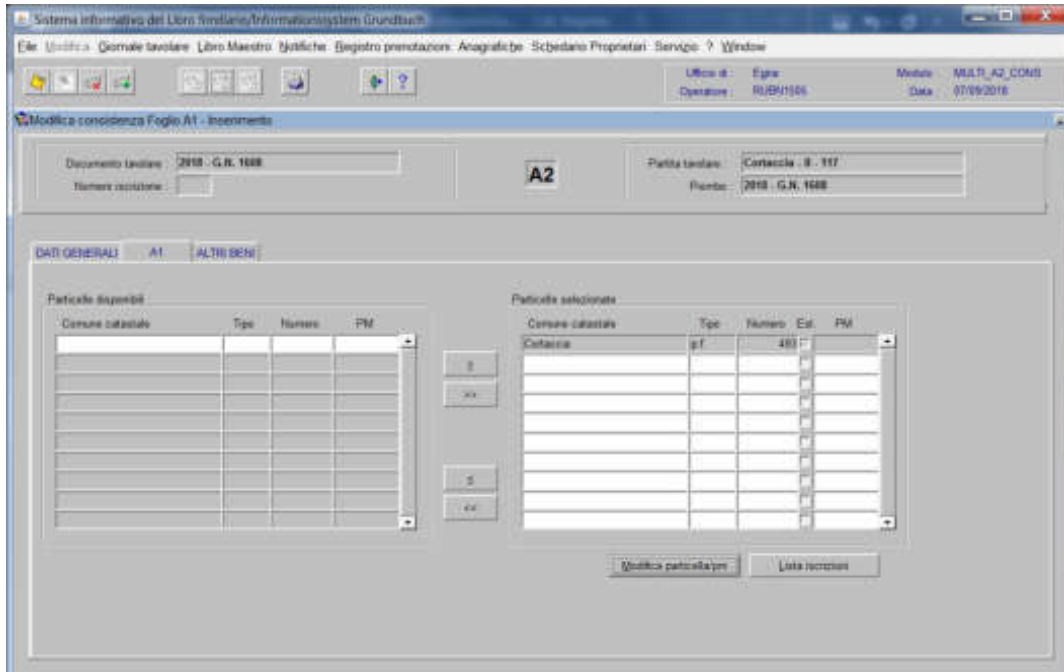 Sistema informativo del Libro fondiario/Informationssystem Grundbuch
File Modifica Giornale tavolare Libro Maestro Notifiche Registro prenotazioni Anagrafiche Schedario Proprietari Servizio ? Window
Ufficio di : Egna
Modulo : MULTI_A2_CONS
Operatore :
Data : 07/09/2018
Modifica consistenza Foglio A1 - Inserimento
Documento tavolare : 2018 - G.N. 1688
A2
Partita tavolare : Cortaccia - II - 117
Numero iscrizione :
Piombo : 2018 - G.N. 1688
DATI GENERALI A1 ALTRI BENI
Particelle disponibili
Particelle selezionate
Comune catastale Tipo Numero PM
Comune catastale Tipo Numero Est. PM
Cortaccia p.f.
>>
<<
Modifica particella/pm Lista iscrizioni